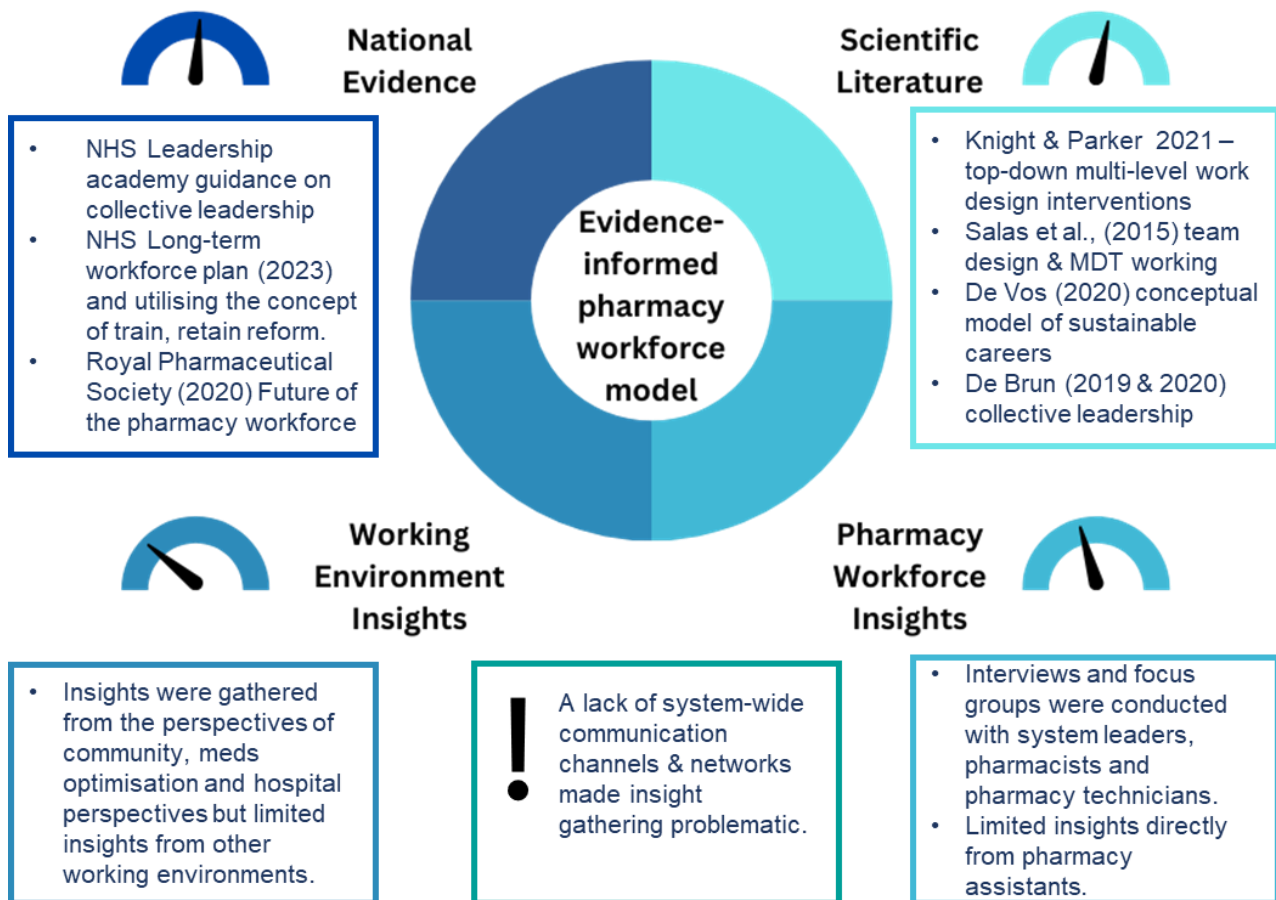 National
Evidence
• NHS Leadership
academy guidance on
collective leadership
• NHS Long-term
workforce plan (2023)
and utilising the concept
of train, retain reform.
• Royal Pharmaceutical
Society (2020) Future of
the pharmacy workforce
Evidence-
informed
pharmacy
workforce
model
Scientific
Literature
• Knight & Parker 2021 –
top-down multi-level work
design interventions
• Salas et al., (2015) team
design & MDT working
• De Vos (2020) conceptual
model of sustainable
careers
• De Brun (2019 & 2020)
collective leadership
Working
Environment
Insights
• Insights were gathered
from the perspectives of
community, meds
optimisation and hospital
perspectives but limited
insights from other
working environments.
!
A lack of system-wide
communication
channels & networks
made insight
gathering problematic.
Pharmacy
Workforce
Insights
• Interviews and focus
groups were conducted
with system leaders,
pharmacists and
pharmacy technicians.
• Limited insights directly
from pharmacy
assistants.